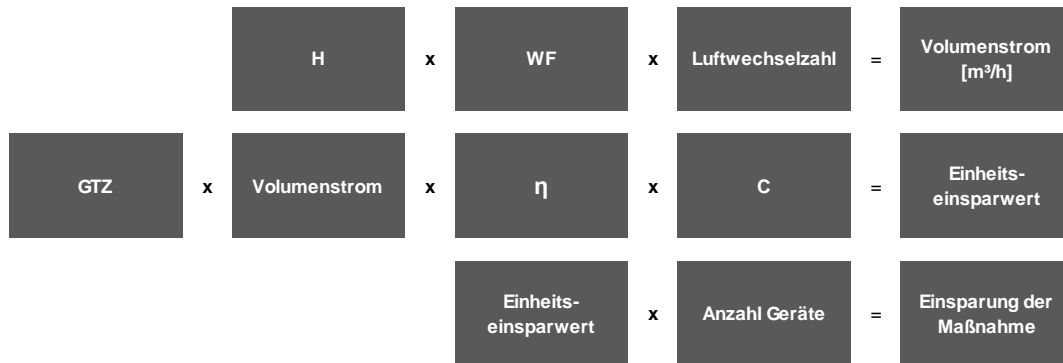 H x WF x Luftwechselzahl = Volumenstrom
[m³/h]
GTZ x Volumenstrom x η x C = Einheits-
einsparwert
Einheits-
einsparwert x Anzahl Geräte = Einsparung der
Maßnahme